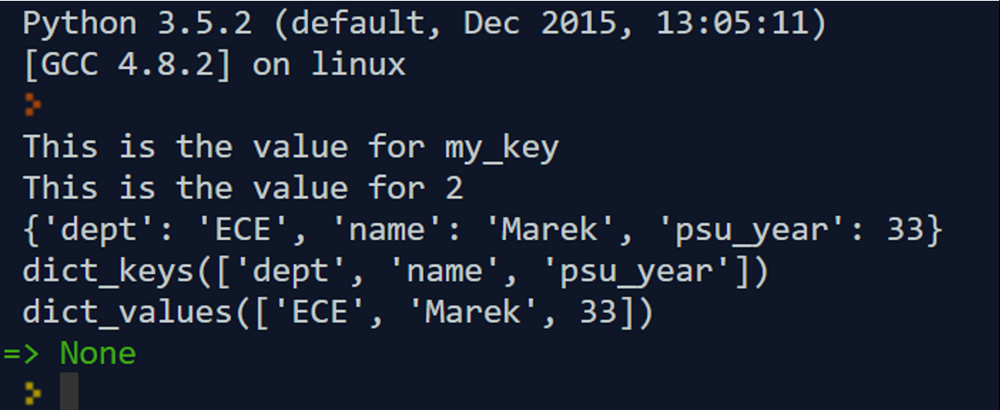 Python 3.5.2 (default, Dec 2015, 13:05:11)
[GCC 4.8.2] on linux
This is the value for my_key
This is the value for 2
{'dept': 'ECE', 'name': 'Marek', 'psu_year': 33}
dict_keys(['dept', 'name', 'psu_year'])
dict_values(['ECE', 'Marek', 33])
=> None